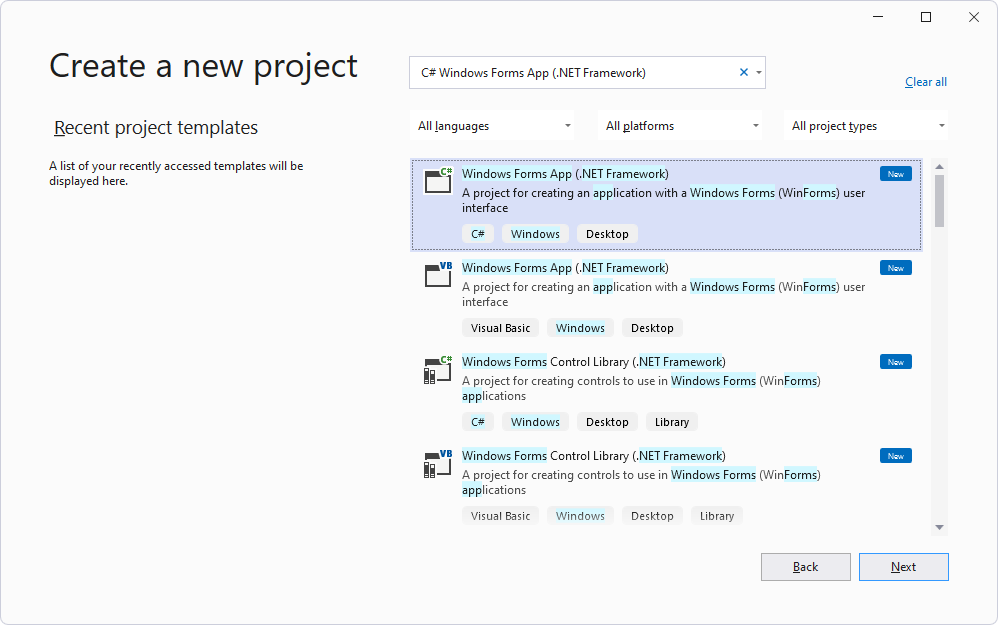 Create a new project
C# Windows Forms App (.NET Framework)
Clear all
Recent project templates
A list of your recently accessed templates will be
displayed here.
All languages
All platforms
All project types
C#
Windows Forms App (.NET Framework)
New
A project for creating an application with a Windows Forms (WinForms) user
interface
C# Windows Desktop
VB
Windows Forms App (.NET Framework)
New
A project for creating an application with a Windows Forms (WinForms) user
interface
Visual Basic Windows Desktop
C#
Windows Forms Control Library (.NET Framework)
New
A project for creating controls to use in Windows Forms (WinForms)
applications
C# Windows Desktop Library
VB
Windows Forms Control Library (.NET Framework)
New
A project for creating controls to use in Windows Forms (WinForms)
applications
Visual Basic Windows Desktop Library
Back
Next